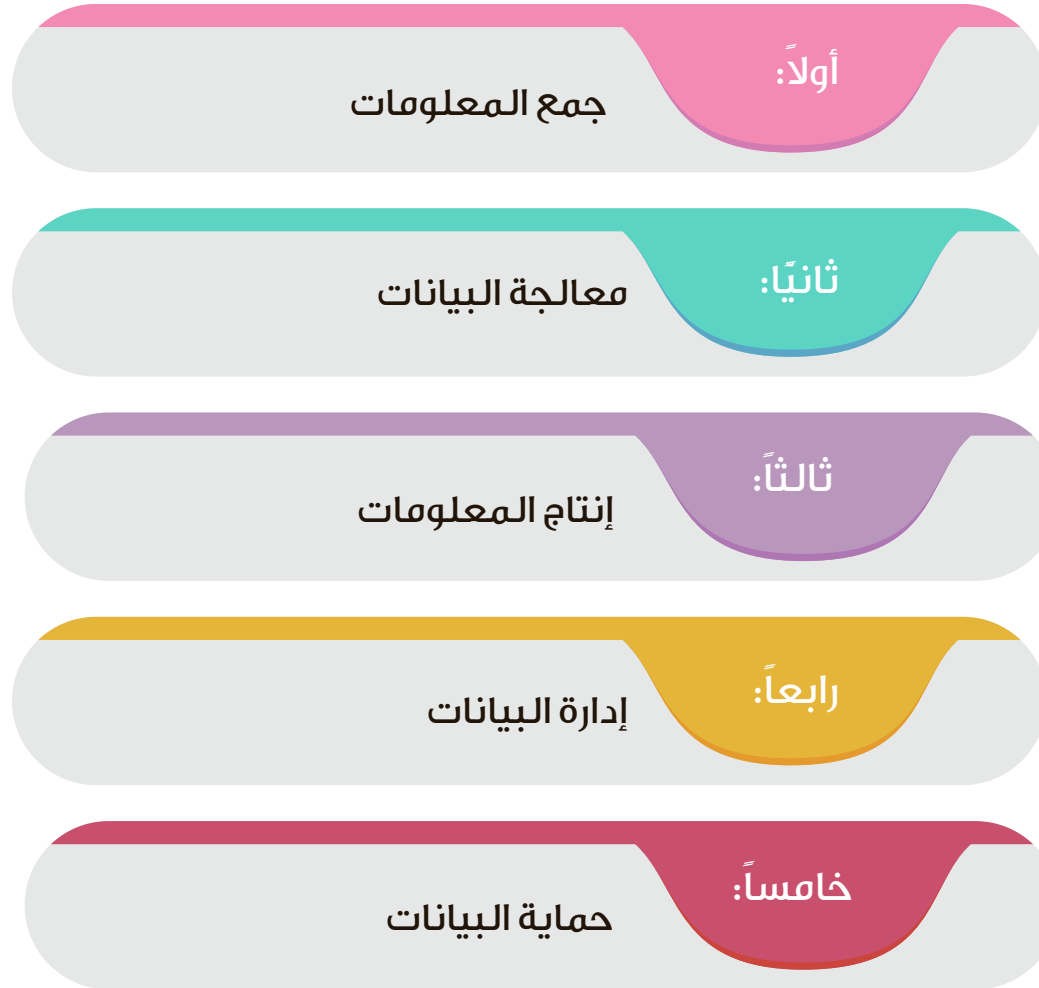 أولاً:
جمع المعلومات
ثانيًا:
معالجة البيانات
ثالثاً:
إنتاج المعلومات
رابعاً:
إدارة البيانات
خامساً:
حماية البيانات